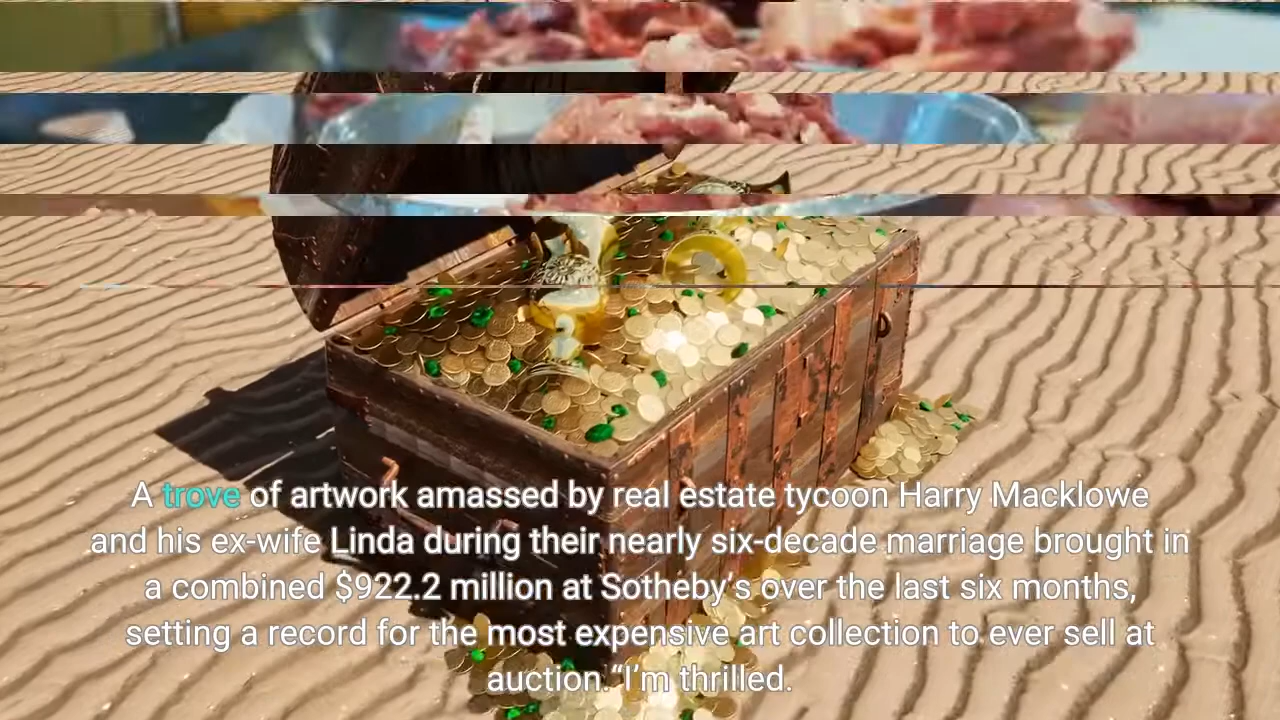 A trove of artwork amassed by real estate tycoon Harry Macklowe
and his ex-wife Linda during their nearly six-decade marriage brought in
a combined $922.2 million at Sotheby’s over the last six months,
setting a record for the most expensive art collection to ever sell at
auction.“I’m thrilled.